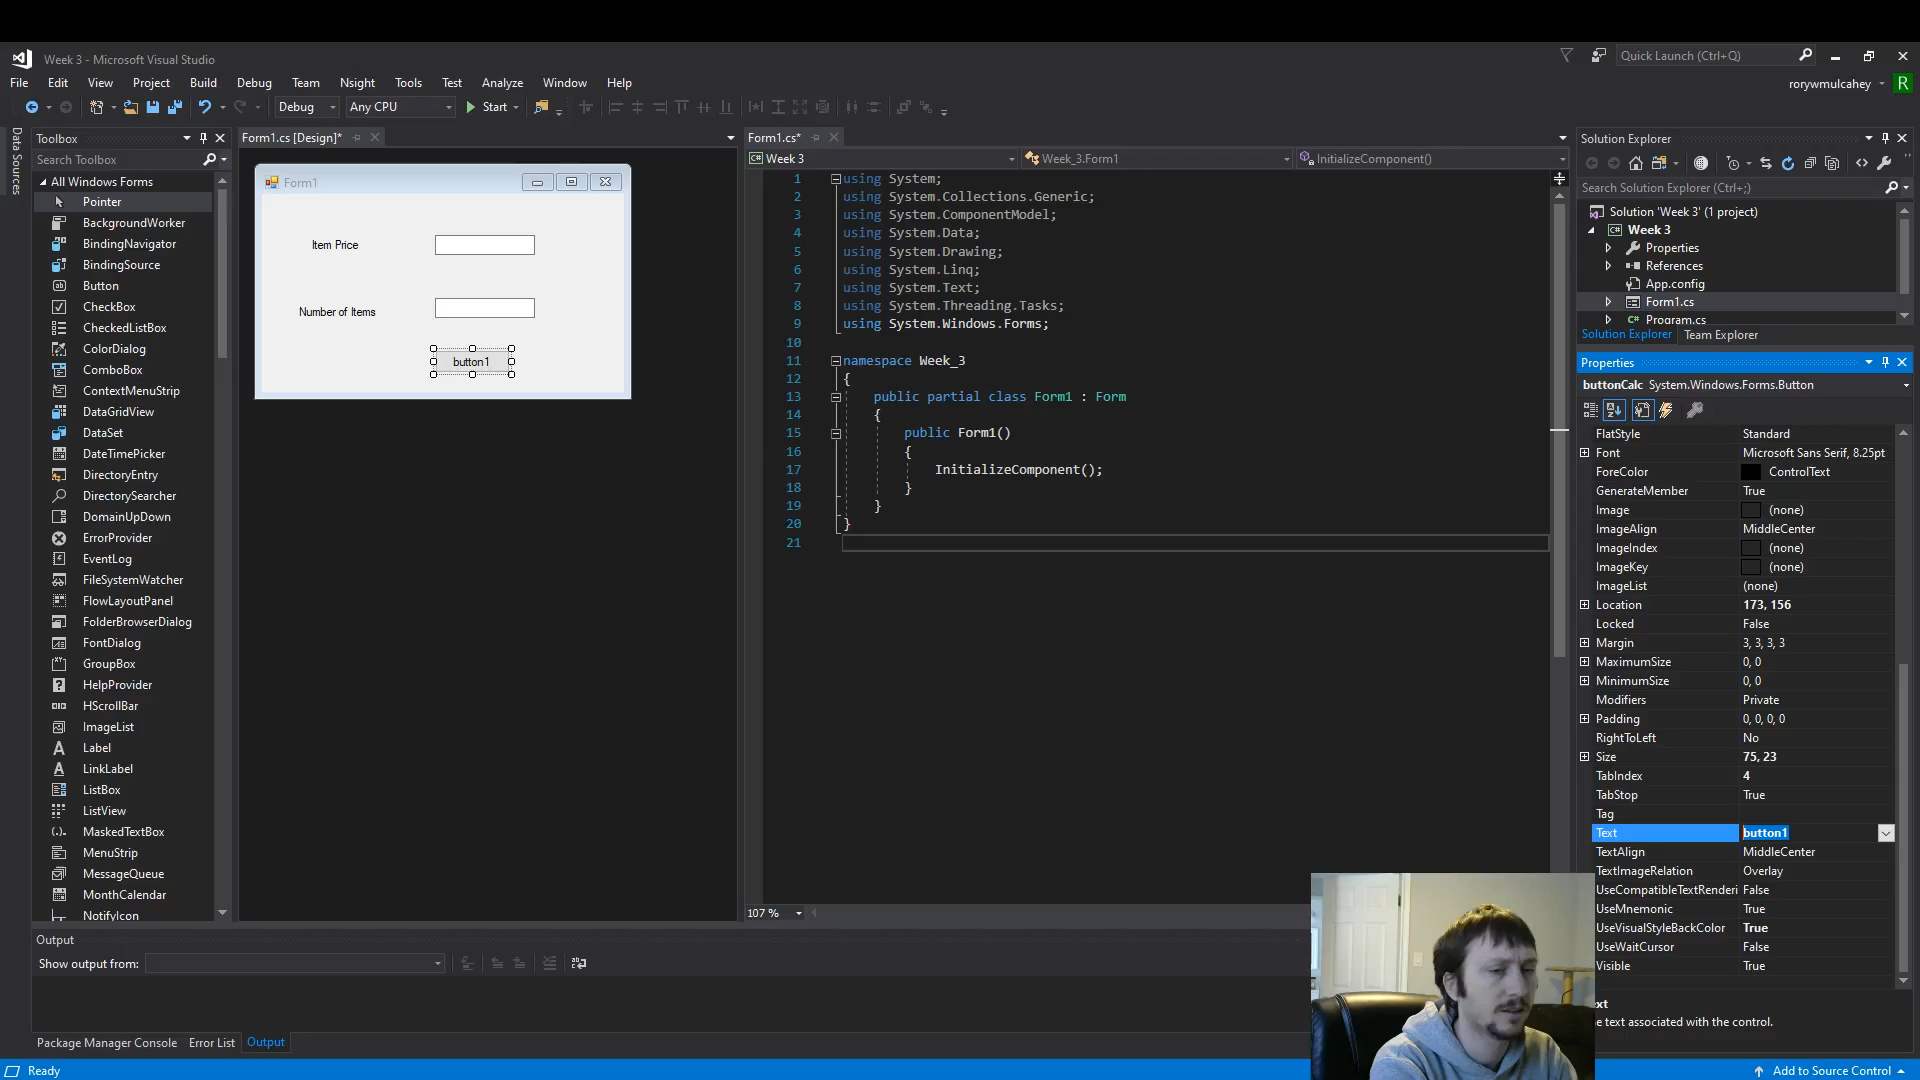 Week 3 - Microsoft Visual Studio
Quick Launch (Ctrl+Q)
File Edit View Project Build Debug Team Nsight Tools Test Analyze Window Help
rorywmulcahey R
Debug Any CPU Start
Data Sources
Toolbox
Search Toolbox
All Windows Forms
Pointer
BackgroundWorker
BindingNavigator
BindingSource
Button
CheckBox
CheckedListBox
ColorDialog
ComboBox
ContextMenuStrip
DataGridView
DataSet
DateTimePicker
DirectoryEntry
DirectorySearcher
DomainUpDown
ErrorProvider
EventLog
FileSystemWatcher
FlowLayoutPanel
FolderBrowserDialog
FontDialog
GroupBox
HelpProvider
HScrollBar
ImageList
Label
LinkLabel
ListBox
ListView
MaskedTextBox
MenuStrip
MessageQueue
MonthCalendar
NotifyIcon
Form1.cs [Design]*
Form1
Item Price
Number of Items
button1
Form1.cs*
Week 3 Week_3.Form1 InitializeComponent()
1 using System;
2 using System.Collections.Generic;
3 using System.ComponentModel;
4 using System.Data;
5 using System.Drawing;
6 using System.Linq;
7 using System.Text;
8 using System.Threading.Tasks;
9 using System.Windows.Forms;
10
11 namespace Week_3
12 {
13 public partial class Form1 : Form
14 {
15 public Form1()
16 {
17 InitializeComponent();
18 }
19 }
20 }
21
107 %
Solution Explorer
Search Solution Explorer (Ctrl+;)
Solution 'Week 3' (1 project)
C# Week 3
Properties
References
App.config
Form1.cs
C# Program.cs
Solution Explorer Team Explorer
Properties
buttonCalc System.Windows.Forms.Button
FlatStyle Standard
Font Microsoft Sans Serif, 8.25pt
ForeColor ControlText
GenerateMember True
Image (none)
ImageAlign MiddleCenter
ImageIndex (none)
ImageKey (none)
ImageList (none)
Location 173, 156
Locked False
Margin 3, 3, 3, 3
MaximumSize 0, 0
MinimumSize 0, 0
Modifiers Private
Padding 0, 0, 0, 0
RightToLeft No
Size 75, 23
TabIndex 4
TabStop True
Tag
Text button1
TextAlign MiddleCenter
TextImageRelation Overlay
UseCompatibleTextRenderi False
UseMnemonic True
UseVisualStyleBackColor True
UseWaitCursor False
Visible True
xt
e text associated with the control.
Output
Show output from:
Package Manager Console Error List Output
Ready
Add to Source Control